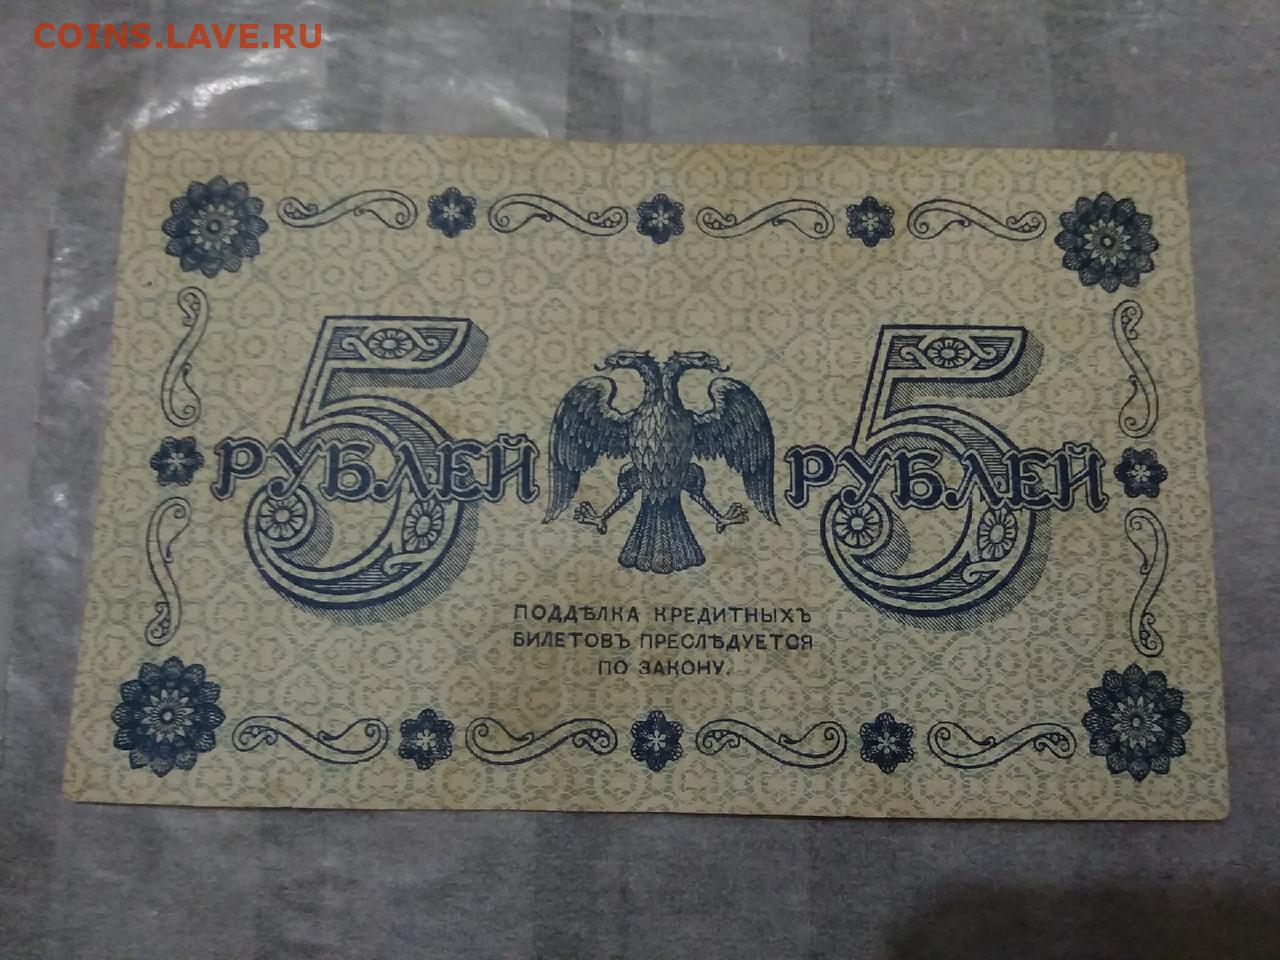 COINS.LAVE.RU
5 5
РУБЛЕЙ РУБЛЕЙ
ПОДДѢЛКА КРЕДИТНЫХЪ
БИЛЕТОВЪ ПРЕСЛѢДУЕТСЯ
ПО ЗАКОНУ.